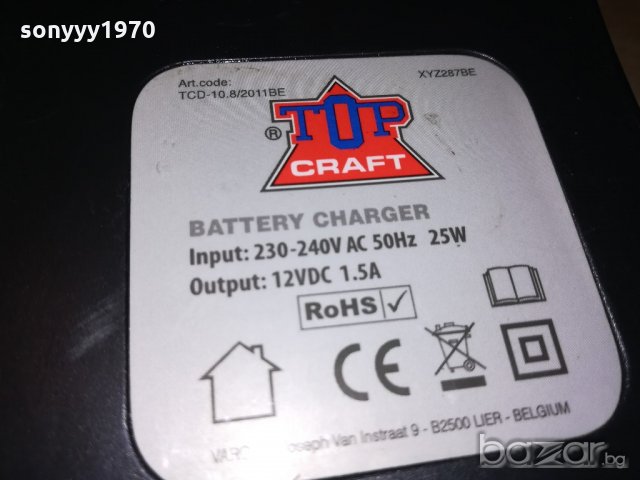 sonyyy1970
Art.code:
TCD-10.8/2011BE
XYZ287BE
® TOP
CRAFT
BATTERY CHARGER
Input: 230-240V AC 50Hz 25W
Output: 12VDC 1.5A
RoHS ✓
CE
Joseph Van Instraat 9 - B2500 LIER - BELGIUM
bazar.bg